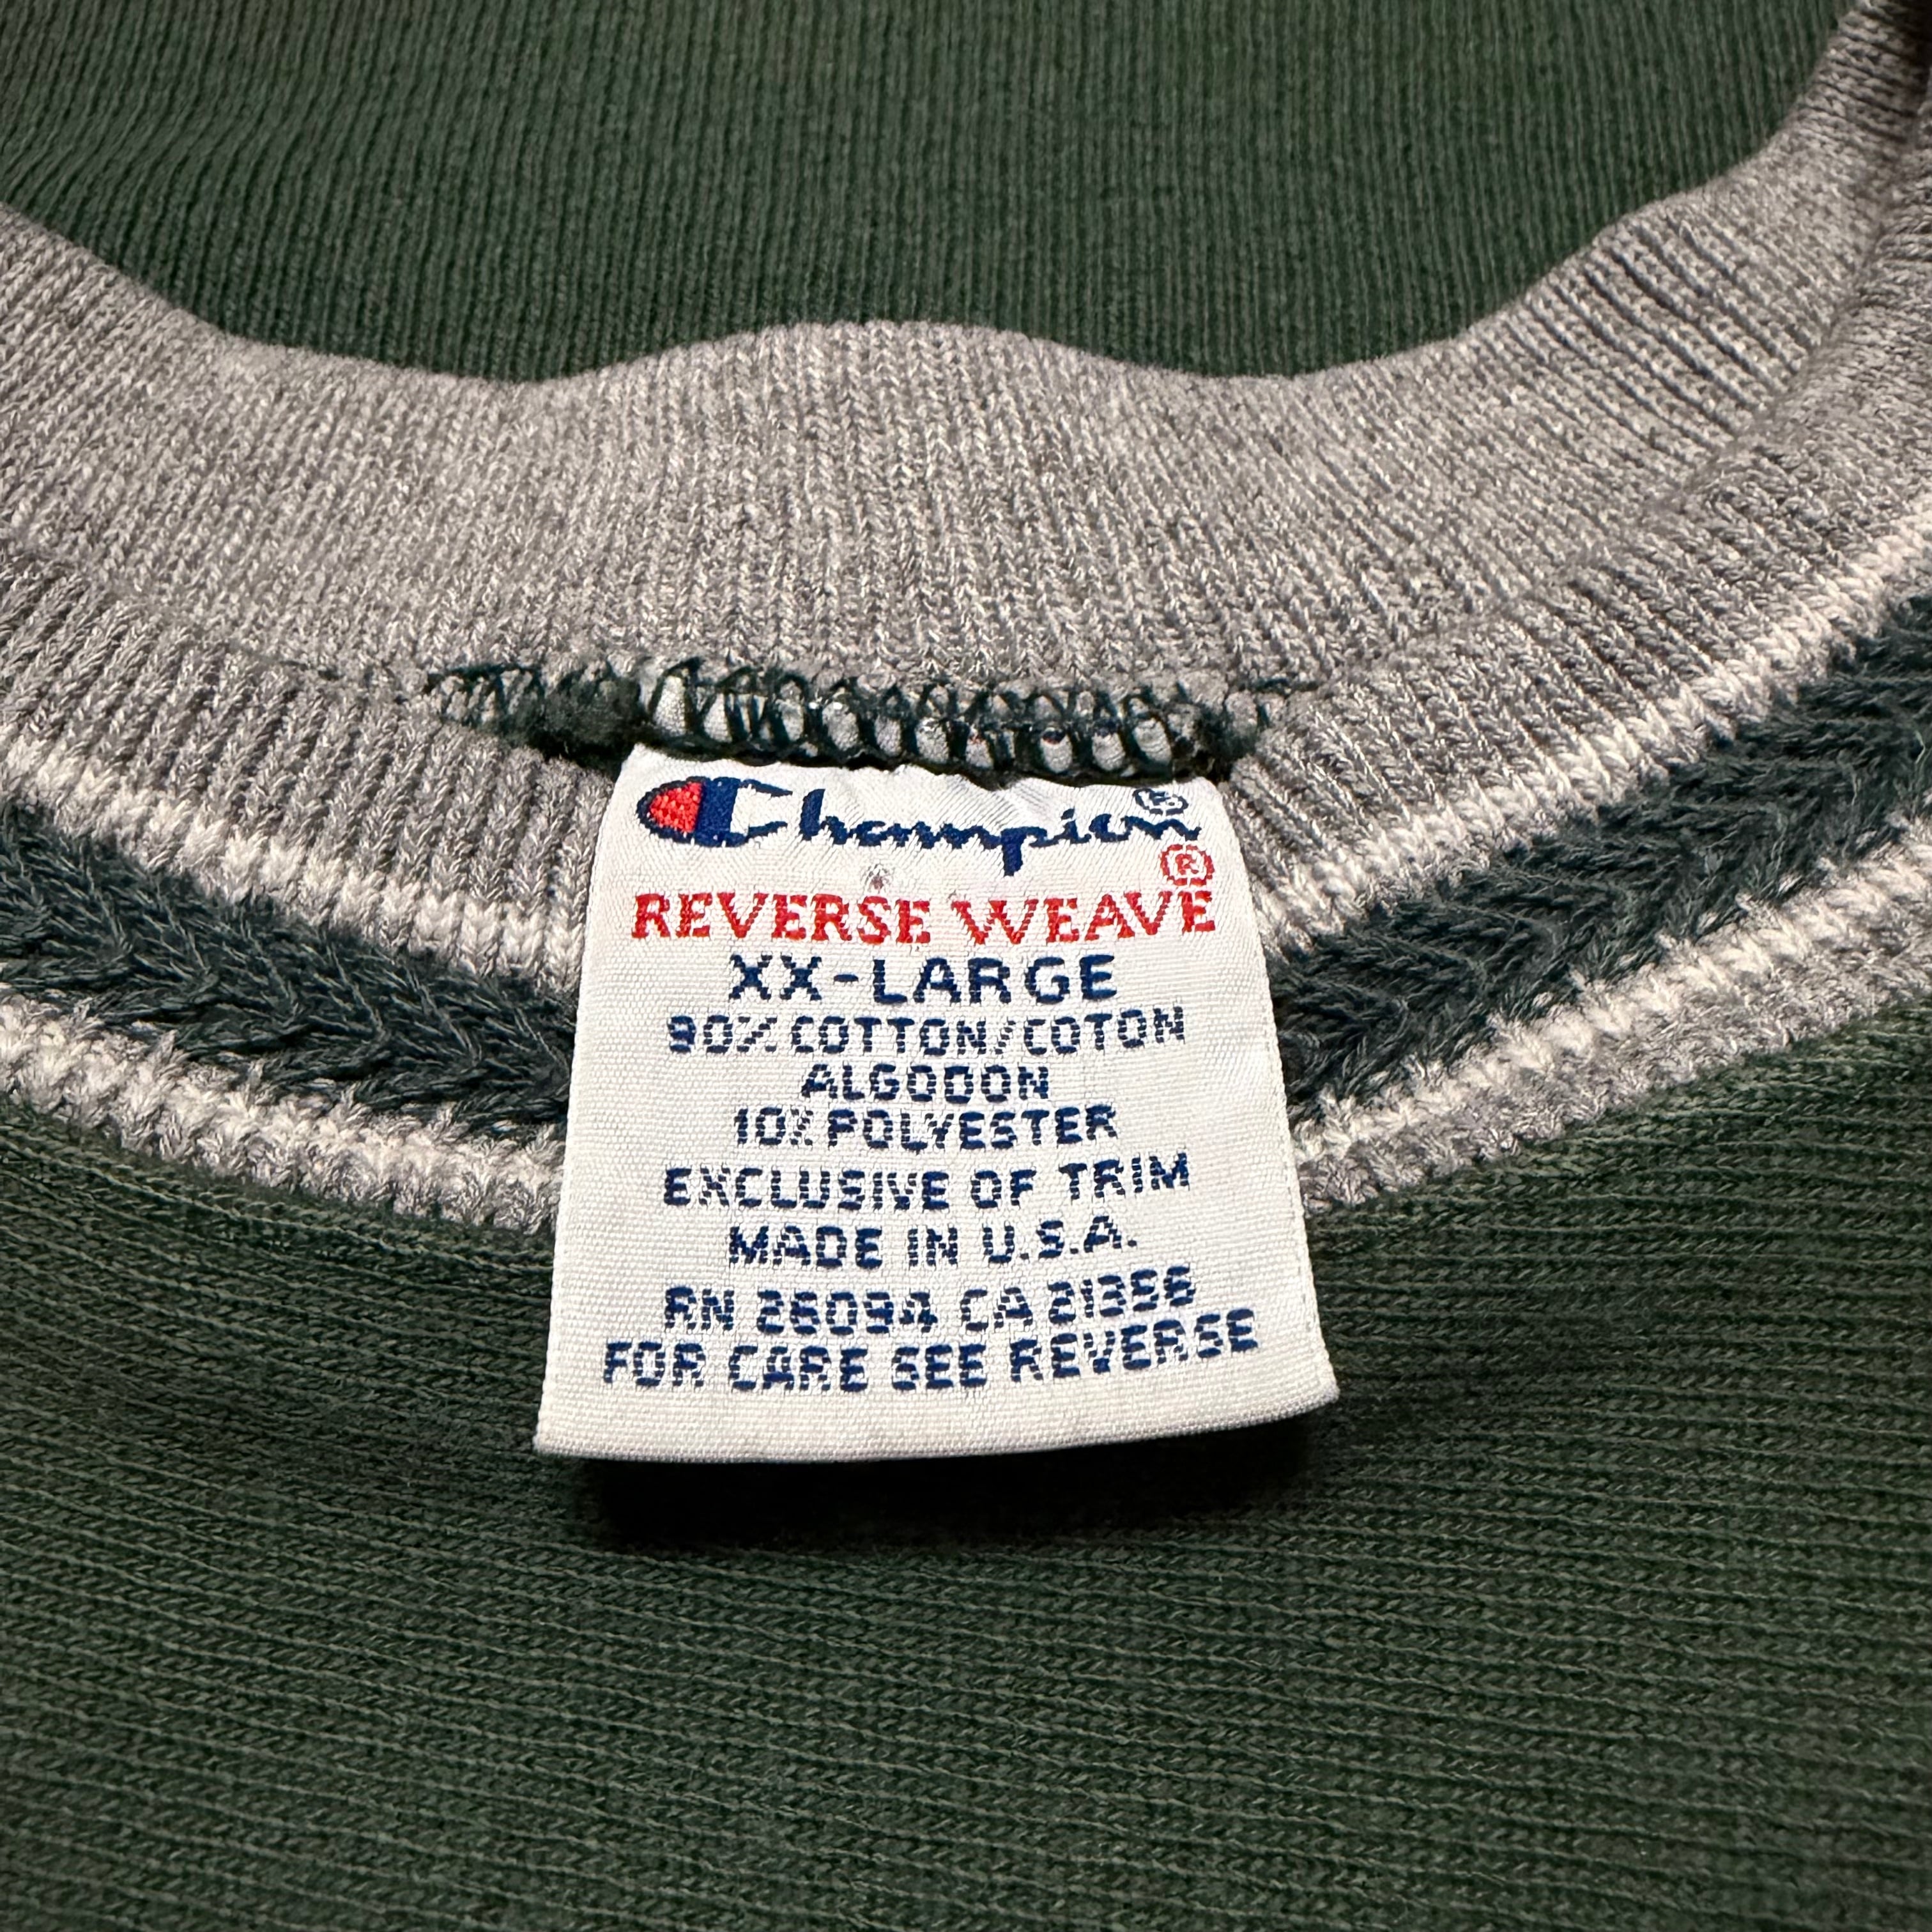 Champion®
®
REVERSE WEAVE
XX-LARGE
90% COTTON/COTON
ALGODON
10% POLYESTER
EXCLUSIVE OF TRIM
MADE IN U.S.A.
RN 26094 CA 21356
FOR CARE SEE REVERSE